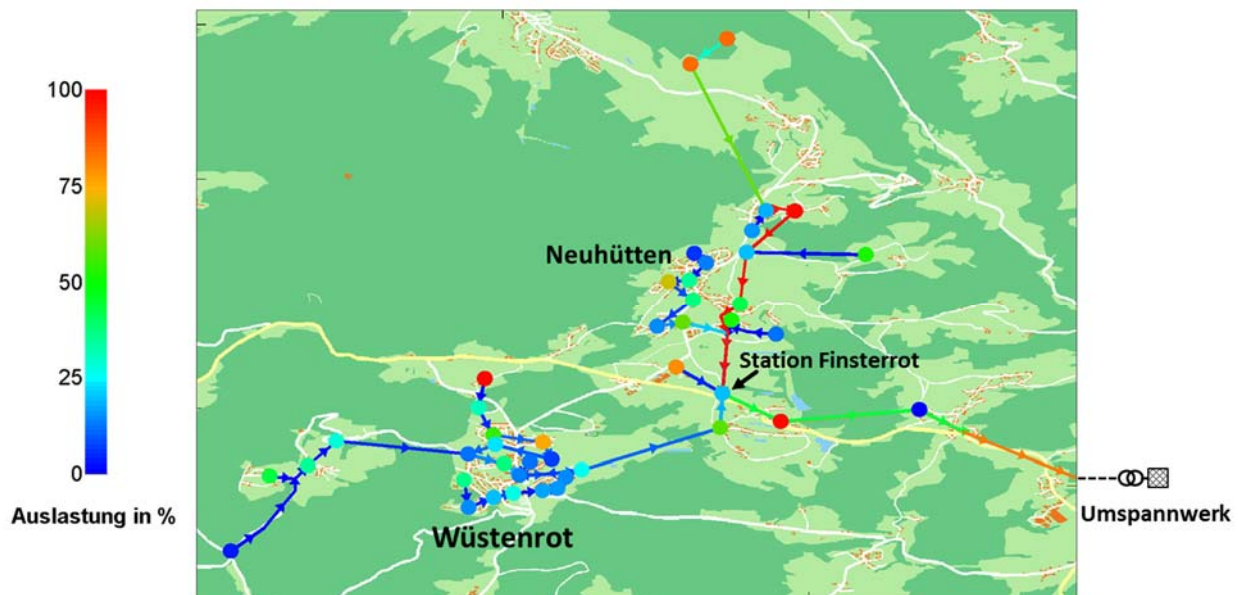 100
75
50
25
0
Auslastung in %
Neuhütten
Station Finsterrot
Wüstenrot
Umspannwerk